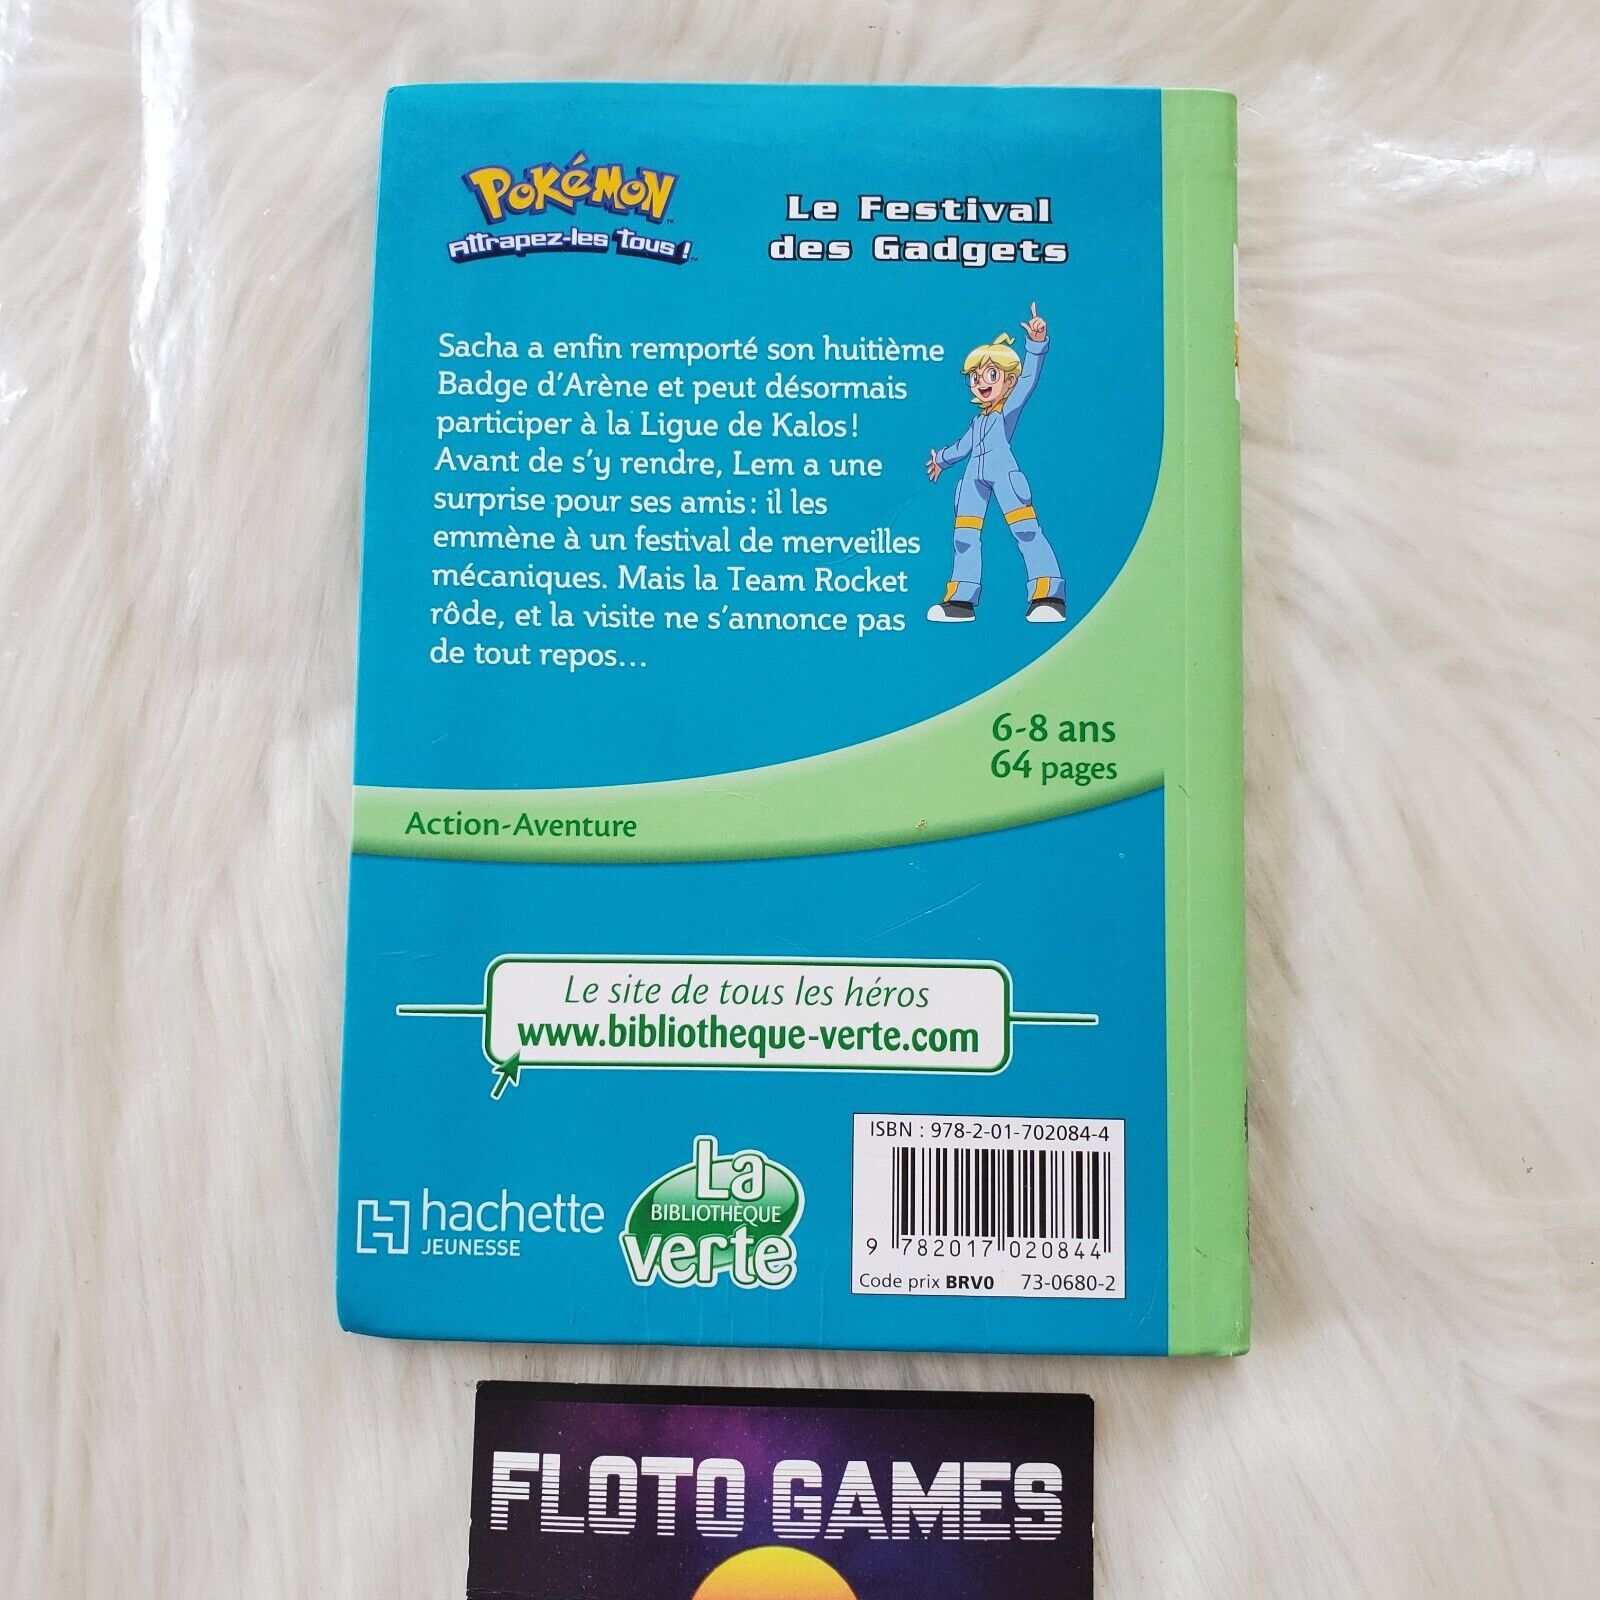 POKéMON™
Attrapez-les tous !™
Le Festival
des Gadgets
Sacha a enfin remporté son huitième
Badge d'Arène et peut désormais
participer à la Ligue de Kalos !
Avant de s'y rendre, Lem a une
surprise pour ses amis : il les
emmène à un festival de merveilles
mécaniques. Mais la Team Rocket
rôde, et la visite ne s'annonce pas
de tout repos...
6-8 ans
64 pages
Action-Aventure
Le site de tous les héros
www.bibliotheque-verte.com
hachette
JEUNESSE
La
BIBLIOTHÈQUE
verte
ISBN : 978-2-01-702084-4
9 782017 020844
Code prix BRV0 73-0680-2
FLOTO GAMES